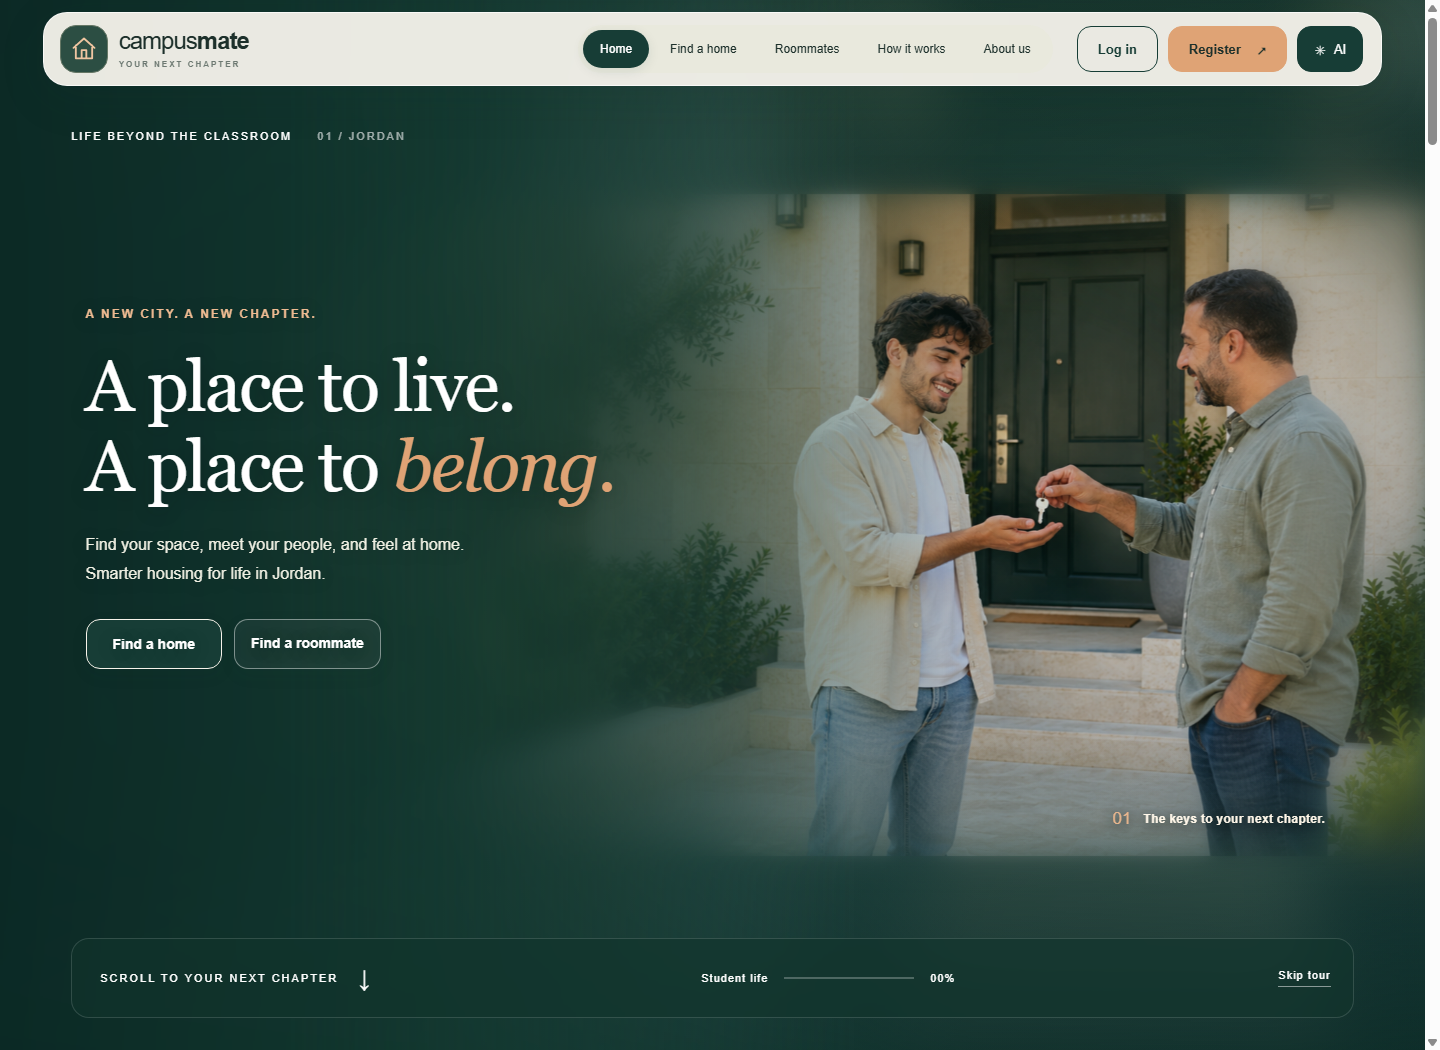 campusmate
YOUR NEXT CHAPTER
Home
Find a home
Roommates
How it works
About us
Log in
Register ↗
✳ AI
LIFE BEYOND THE CLASSROOM
01 / JORDAN
A NEW CITY. A NEW CHAPTER.
A place to live.
A place to belong.
Find your space, meet your people, and feel at home.
Smarter housing for life in Jordan.
Find a home
Find a roommate
01 The keys to your next chapter.
SCROLL TO YOUR NEXT CHAPTER ↓
Student life
00%
Skip tour